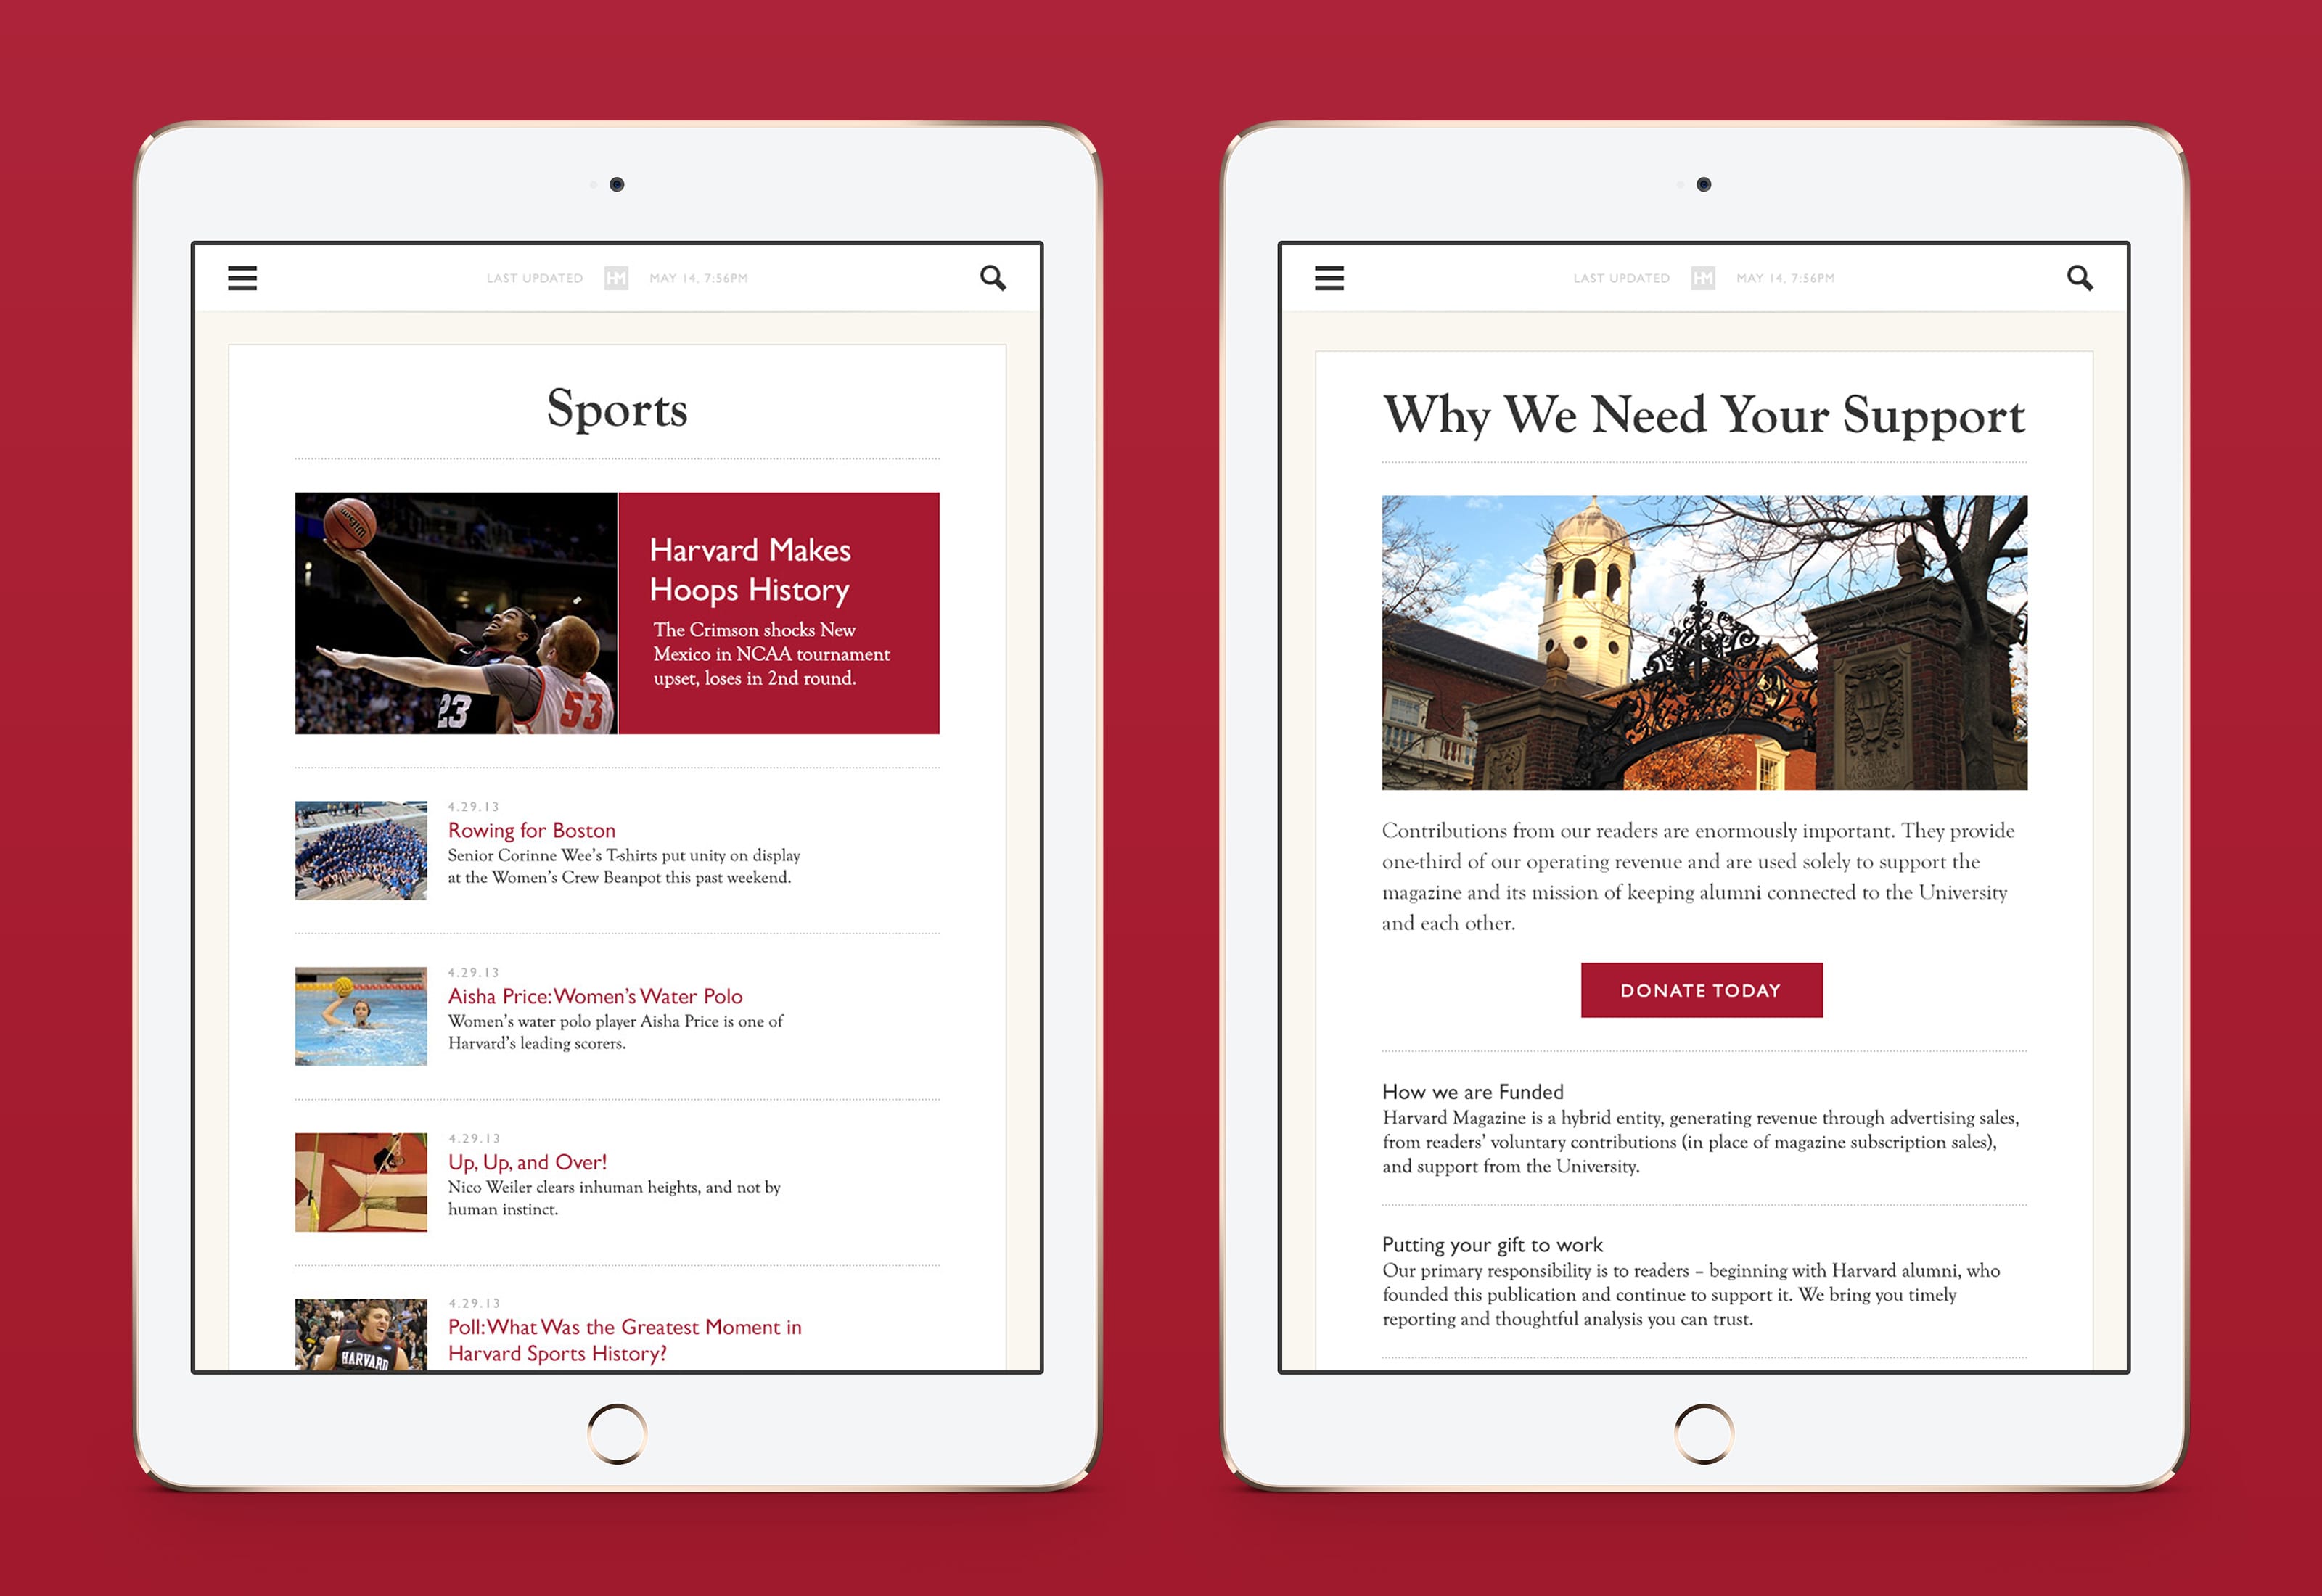 LAST UPDATED HM MAY 14, 7:56PM
Sports
Wilson
23
53
Harvard Makes
Hoops History
The Crimson shocks New
Mexico in NCAA tournament
upset, loses in 2nd round.
4.29.13
Rowing for Boston
Senior Corinne Wee's T-shirts put unity on display
at the Women's Crew Beanpot this past weekend.
4.29.13
Aisha Price: Women's Water Polo
Women's water polo player Aisha Price is one of
Harvard's leading scorers.
4.29.13
Up, Up, and Over!
Nico Weiler clears inhuman heights, and not by
human instinct.
4.29.13
Poll: What Was the Greatest Moment in
Harvard Sports History?
HARVARD
LAST UPDATED HM MAY 14, 7:56PM
Why We Need Your Support
Contributions from our readers are enormously important. They provide
one-third of our operating revenue and are used solely to support the
magazine and its mission of keeping alumni connected to the University
and each other.
DONATE TODAY
How we are Funded
Harvard Magazine is a hybrid entity, generating revenue through advertising sales,
from readers' voluntary contributions (in place of magazine subscription sales),
and support from the University.
Putting your gift to work
Our primary responsibility is to readers – beginning with Harvard alumni, who
founded this publication and continue to support it. We bring you timely
reporting and thoughtful analysis you can trust.